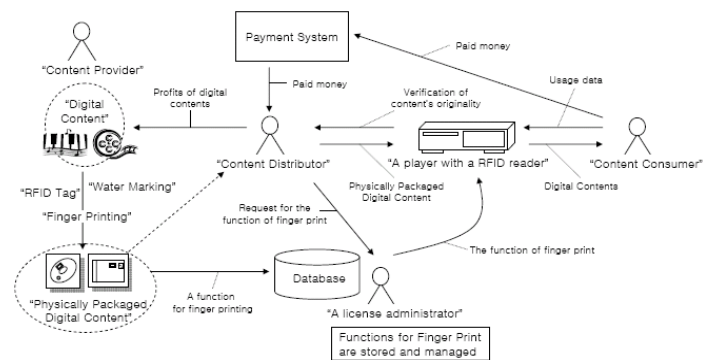 Payment System
Paid money
"Content Provider"
Paid money
Usage data
Profits of digital
contents
Verification of
content's originality
"Digital
Content"
"Content Distributor"
"A player with a RFID reader"
"Content Consumer"
"RFID Tag"
"Water Marking"
Physically Packaged
Digital Content
Digital Contents
"Finger Printing"
Request for the
function of finger print
The function of finger print
Database
"Physically Packaged
Digital Content"
A function
for finger printing
"A license administrator"
Functions for Finger Print
are stored and managed